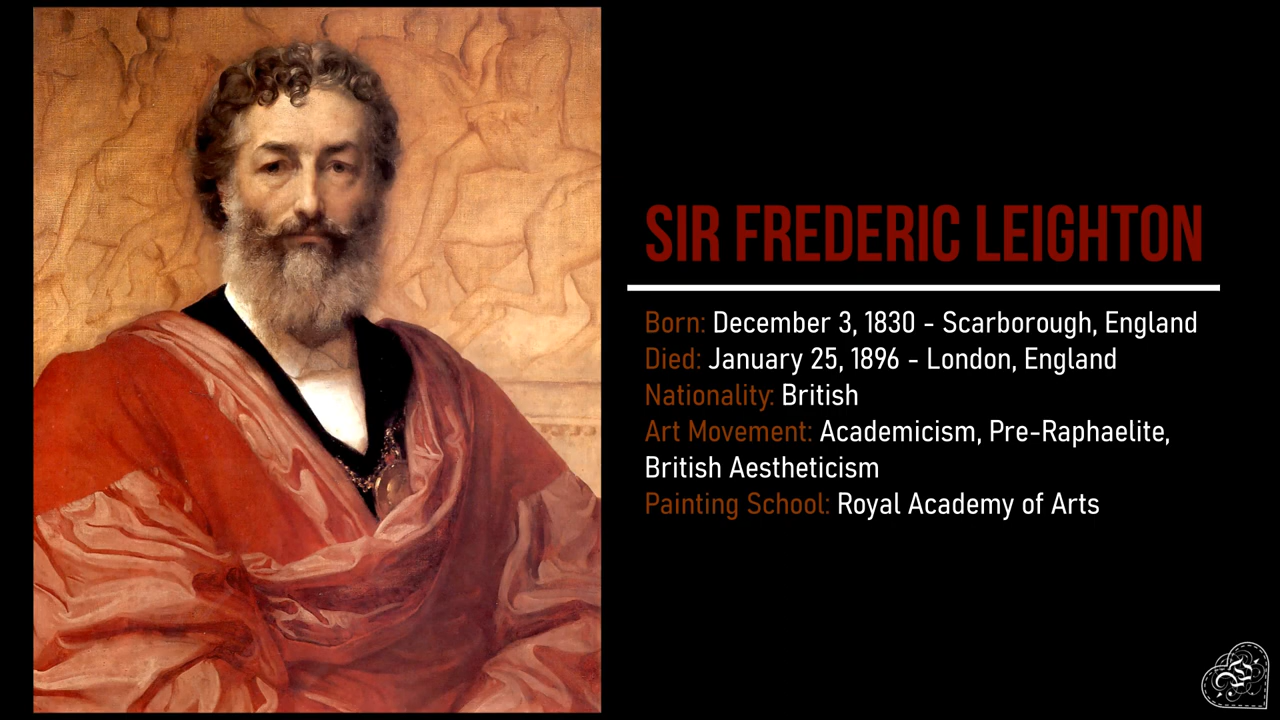 SIR FREDERIC LEIGHTON
Born: December 3, 1830 - Scarborough, England
Died: January 25, 1896 - London, England
Nationality: British
Art Movement: Academicism, Pre-Raphaelite,
British Aestheticism
Painting School: Royal Academy of Arts